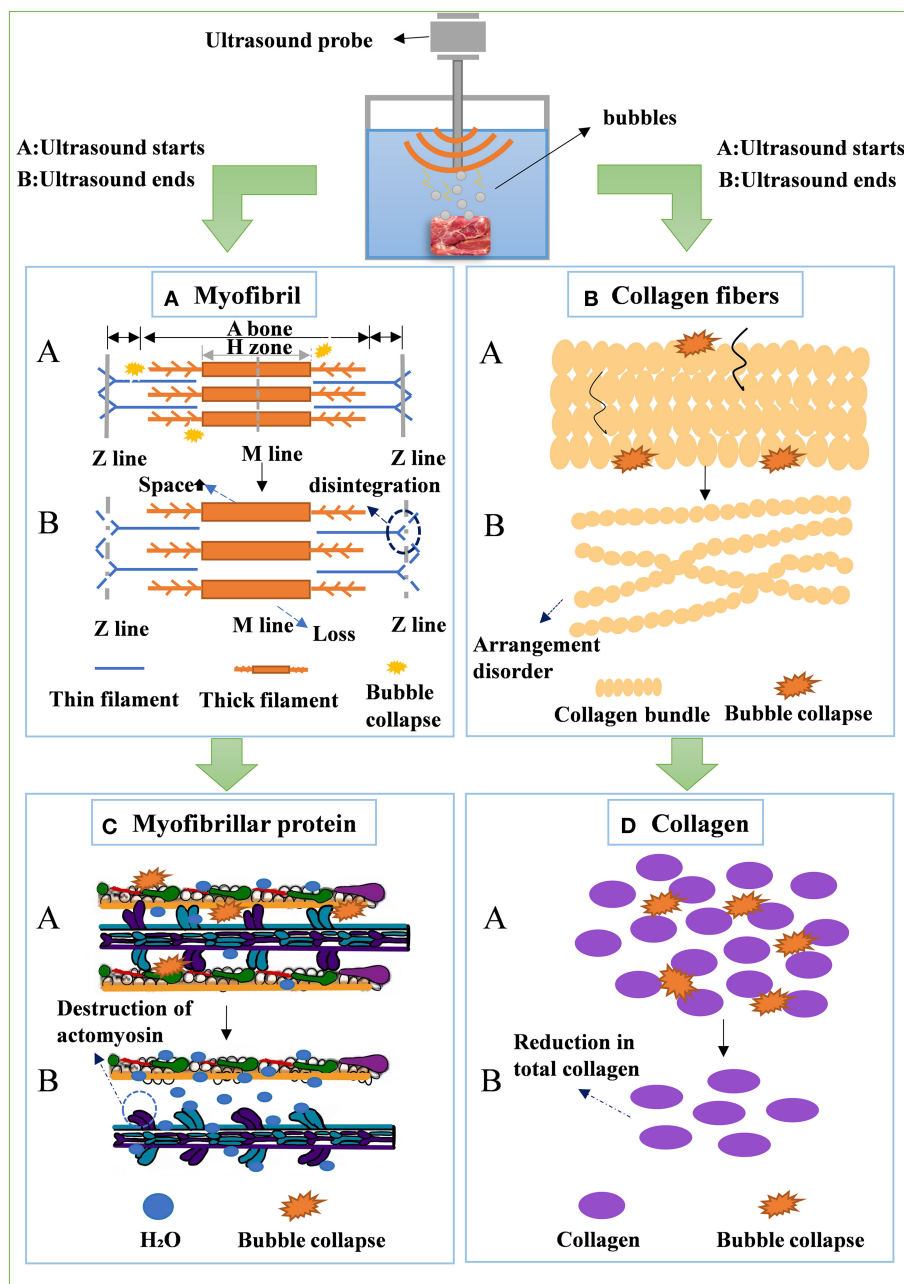 Ultrasound probe
bubbles
A:Ultrasound starts
B:Ultrasound ends
A:Ultrasound starts
B:Ultrasound ends
A Myofibril
A
A bone
H zone
Z line
M line
Z line
Space⬆
disintegration
B
Z line
M line
Loss
Z line
Thin filament
Thick filament
Bubble
collapse
B Collagen fibers
A
B
Arrangement
disorder
Collagen bundle
Bubble collapse
C Myofibrillar protein
A
Destruction of
actomyosin
B
H₂O
Bubble collapse
D Collagen
A
Reduction in
total collagen
B
Collagen
Bubble collapse